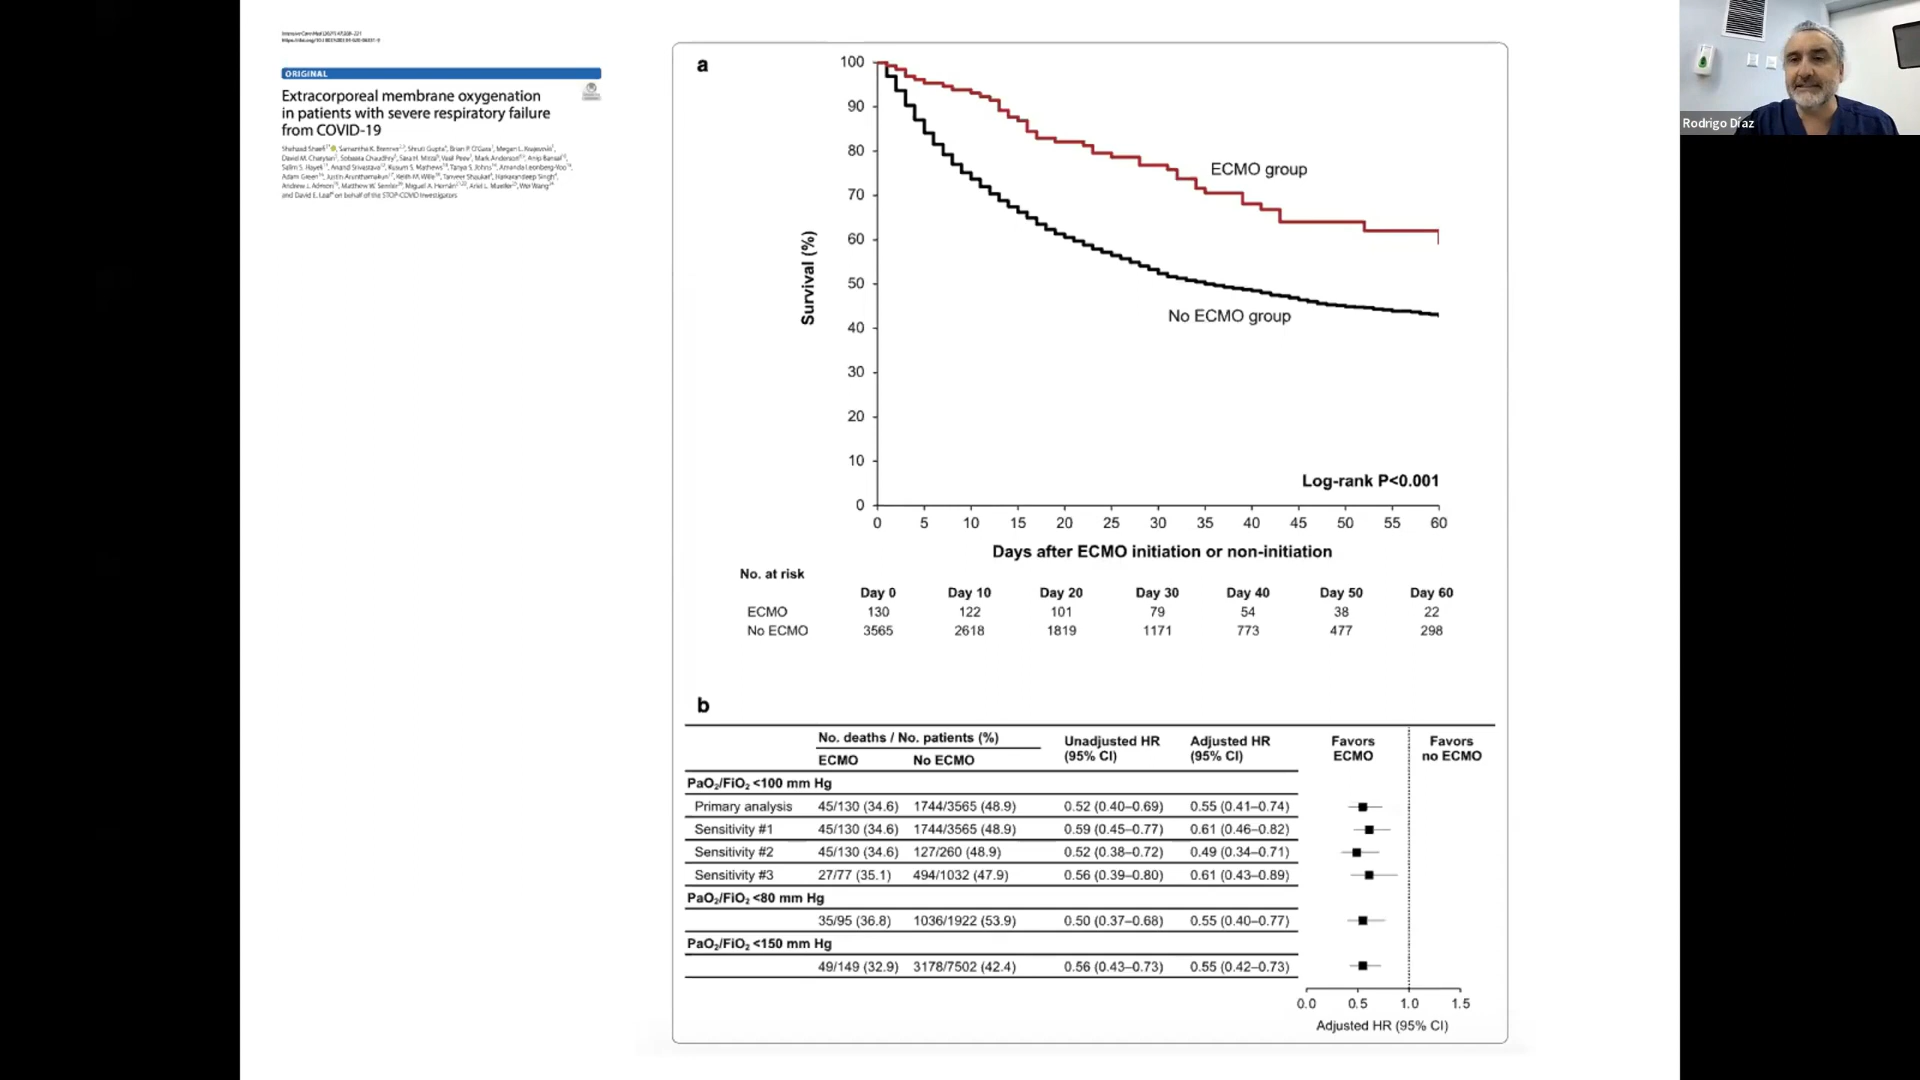 ORIGINAL
Extracorporeal membrane oxygenation
in patients with severe respiratory failure
from COVID-19
and David E. Leaf on behalf of the STOP-COVID Investigators
Rodrigo Díaz
a
100
90
80
70
60
50
40
30
20
10
0
Survival (%)
ECMO group
No ECMO group
Log-rank P<0.001
0 5 10 15 20 25 30 35 40 45 50 55 60
Days after ECMO initiation or non-initiation
No. at risk
Day 0 Day 10 Day 20 Day 30 Day 40 Day 50 Day 60
ECMO 130 122 101 79 54 38 22
No ECMO 3565 2618 1819 1171 773 477 298
b
No. deaths / No. patients (%) Unadjusted HR Adjusted HR Favors Favors
ECMO No ECMO (95% CI) (95% CI) ECMO no ECMO
PaO₂/FiO₂ <100 mm Hg
Primary analysis 45/130 (34.6) 1744/3565 (48.9) 0.52 (0.40–0.69) 0.55 (0.41–0.74)
Sensitivity #1 45/130 (34.6) 1744/3565 (48.9) 0.59 (0.45–0.77) 0.61 (0.46–0.82)
Sensitivity #2 45/130 (34.6) 127/260 (48.9) 0.52 (0.38–0.72) 0.49 (0.34–0.71)
Sensitivity #3 27/77 (35.1) 494/1032 (47.9) 0.56 (0.39–0.80) 0.61 (0.43–0.89)
PaO₂/FiO₂ <80 mm Hg
35/95 (36.8) 1036/1922 (53.9) 0.50 (0.37–0.68) 0.55 (0.40–0.77)
PaO₂/FiO₂ <150 mm Hg
49/149 (32.9) 3178/7502 (42.4) 0.56 (0.43–0.73) 0.55 (0.42–0.73)
0.0 0.5 1.0 1.5
Adjusted HR (95% CI)